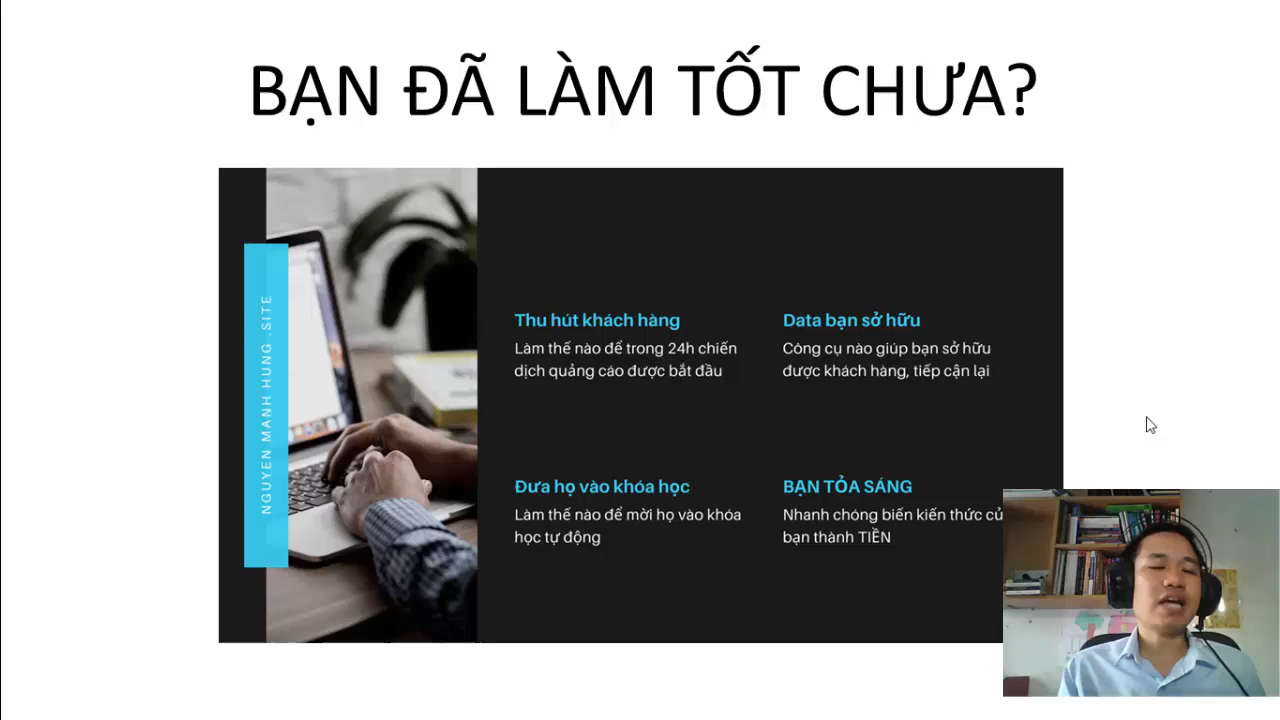 BẠN ĐÃ LÀM TỐT CHƯA?
NGUYEN MANH HUNG .SITE
Thu hút khách hàng
Làm thế nào để trong 24h chiến
dịch quảng cáo được bắt đầu
Data bạn sở hữu
Công cụ nào giúp bạn sở hữu
được khách hàng, tiếp cận lại
Đưa họ vào khóa học
Làm thế nào để mời họ vào khóa
học tự động
BẠN TỎA SÁNG
Nhanh chóng biến kiến thức
bạn thành TIỀN